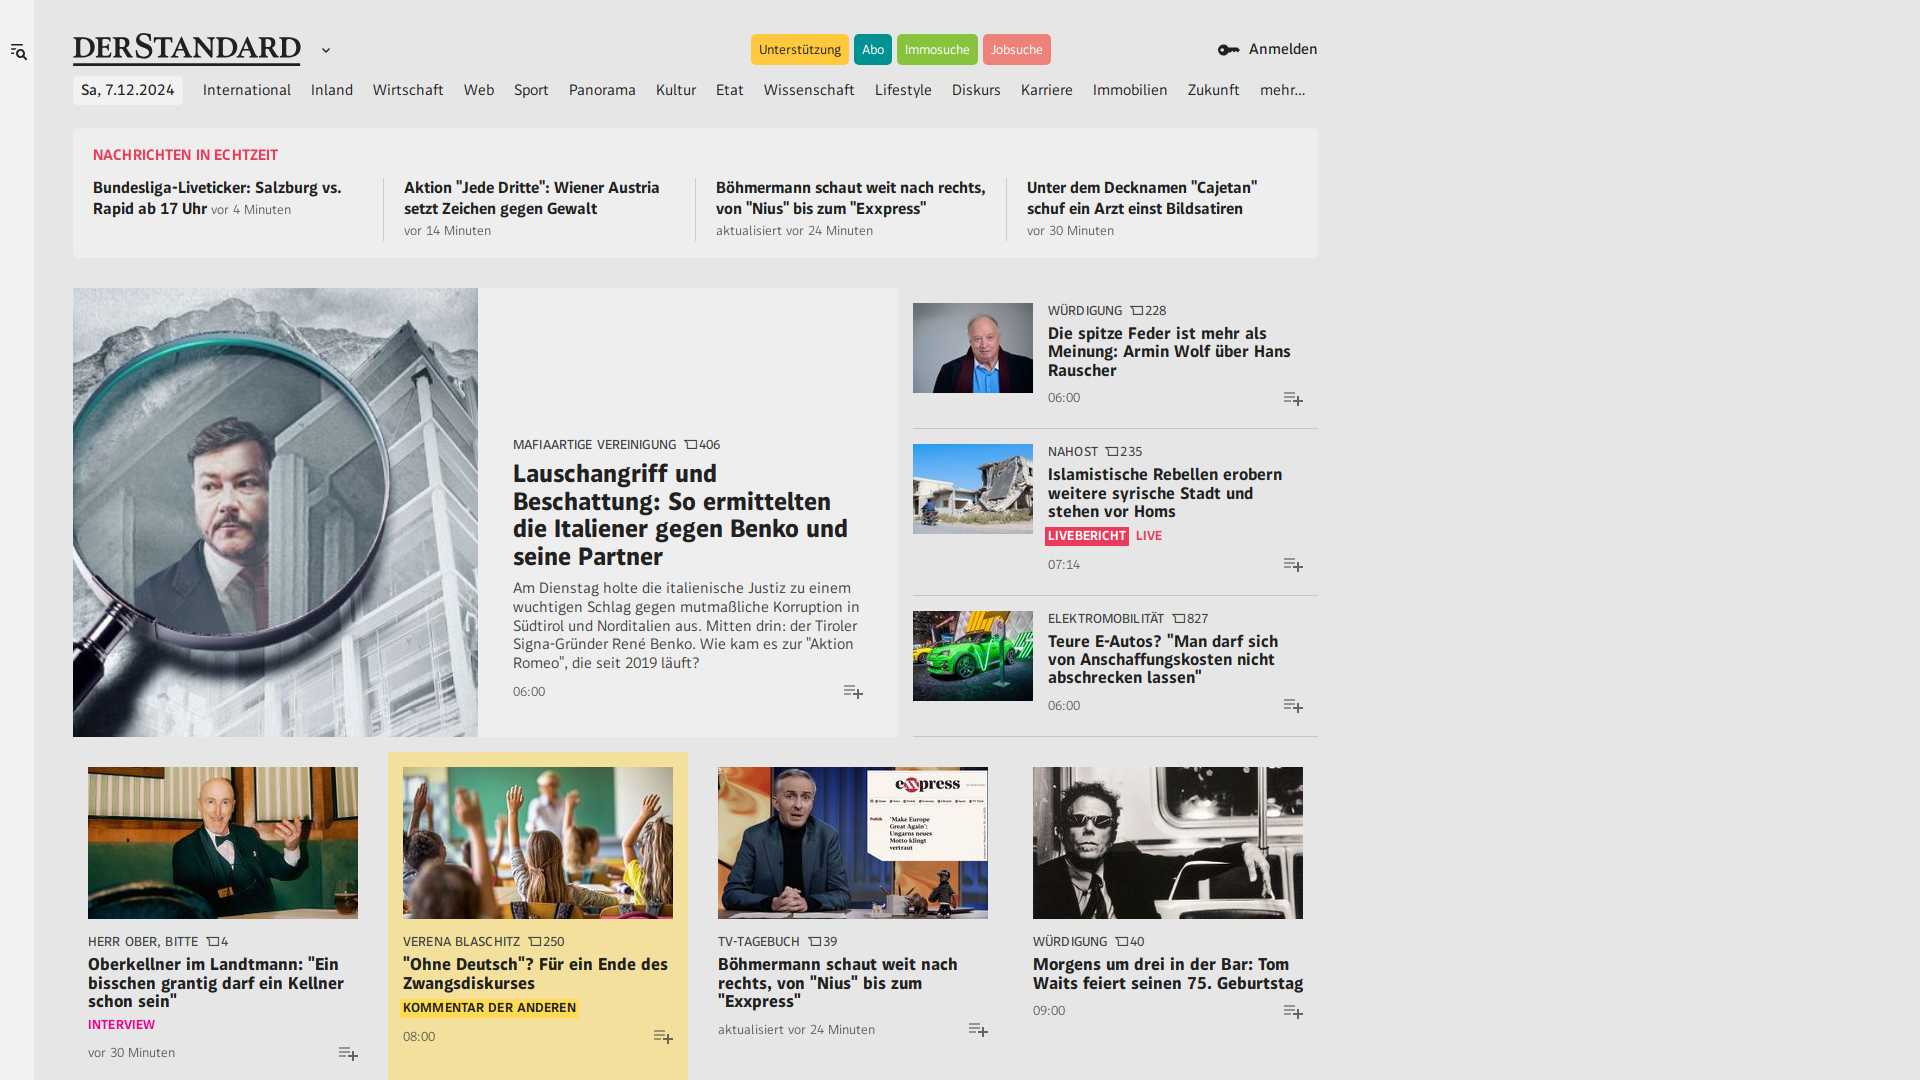 DERSTANDARD
Unterstützung
Abo
Immosuche
Jobsuche
Anmelden
Sa, 7.12.2024
International
Inland
Wirtschaft
Web
Sport
Panorama
Kultur
Etat
Wissenschaft
Lifestyle
Diskurs
Karriere
Immobilien
Zukunft
mehr...
NACHRICHTEN IN ECHTZEIT
Bundesliga-Liveticker: Salzburg vs.
Rapid ab 17 Uhr vor 4 Minuten
Aktion "Jede Dritte": Wiener Austria
setzt Zeichen gegen Gewalt
vor 14 Minuten
Böhmermann schaut weit nach rechts,
von "Nius" bis zum "Exxpress"
aktualisiert vor 24 Minuten
Unter dem Decknamen "Cajetan"
schuf ein Arzt einst Bildsatiren
vor 30 Minuten
MAFIAARTIGE VEREINIGUNG 406
Lauschangriff und
Beschattung: So ermittelten
die Italiener gegen Benko und
seine Partner
Am Dienstag holte die italienische Justiz zu einem
wuchtigen Schlag gegen mutmaßliche Korruption in
Südtirol und Norditalien aus. Mitten drin: der Tiroler
Signa-Gründer René Benko. Wie kam es zur "Aktion
Romeo", die seit 2019 läuft?
06:00
WÜRDIGUNG 228
Die spitze Feder ist mehr als
Meinung: Armin Wolf über Hans
Rauscher
06:00
NAHOST 235
Islamistische Rebellen erobern
weitere syrische Stadt und
stehen vor Homs
LIVEBERICHT LIVE
07:14
ELEKTROMOBILITÄT 827
Teure E-Autos? "Man darf sich
von Anschaffungskosten nicht
abschrecken lassen"
06:00
HERR OBER, BITTE 4
Oberkellner im Landtmann: "Ein
bisschen grantig darf ein Kellner
schon sein"
INTERVIEW
vor 30 Minuten
VERENA BLASCHITZ 250
"Ohne Deutsch"? Für ein Ende des
Zwangsdiskurses
KOMMENTAR DER ANDEREN
08:00
exxpress
Politik
'Make Europe
Great Again':
Ungarns neues
Motto klingt
vertraut
TV-TAGEBUCH 39
Böhmermann schaut weit nach
rechts, von "Nius" bis zum
"Exxpress"
aktualisiert vor 24 Minuten
WÜRDIGUNG 40
Morgens um drei in der Bar: Tom
Waits feiert seinen 75. Geburtstag
09:00